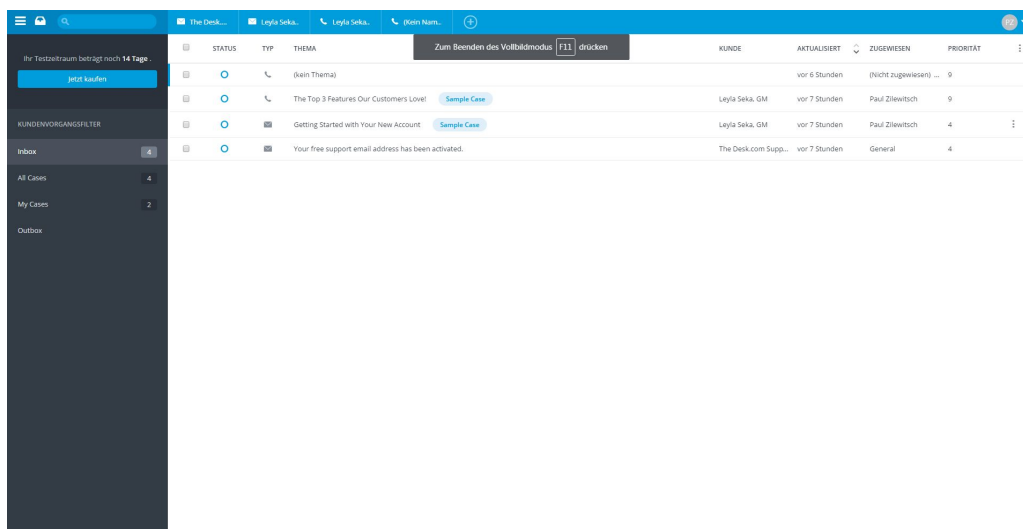 The Desk.... Leyla Seka.. Leyla Seka.. (Kein Nam.. PZ
Zum Beenden des Vollbildmodus F11 drücken
Ihr Testzeitraum beträgt noch 14 Tage .
Jetzt kaufen
KUNDENVORGANGSFILTER
Inbox 4
All Cases 4
My Cases 2
Outbox
STATUS TYP THEMA KUNDE AKTUALISIERT ZUGEWIESEN PRIORITÄT
(kein Thema) vor 6 Stunden (Nicht zugewiesen) ... 9
The Top 3 Features Our Customers Love! Sample Case Leyla Seka, GM vor 7 Stunden Paul Zilewitsch 9
Getting Started with Your New Account Sample Case Leyla Seka, GM vor 7 Stunden Paul Zilewitsch 4
Your free support email address has been activated. The Desk.com Supp... vor 7 Stunden General 4